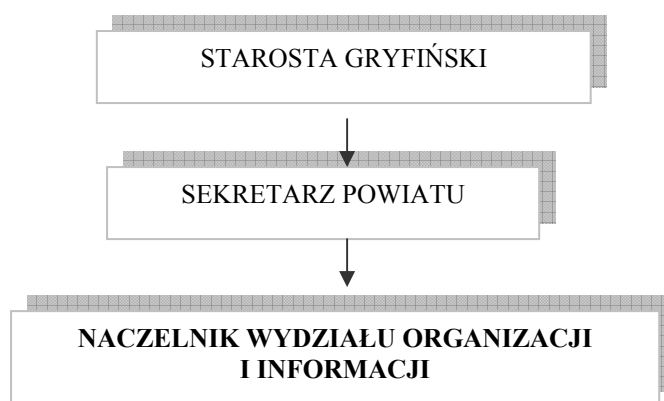 STAROSTA GRYFIŃSKI
SEKRETARZ POWIATU
NACZELNIK WYDZIAŁU ORGANIZACJI
I INFORMACJI